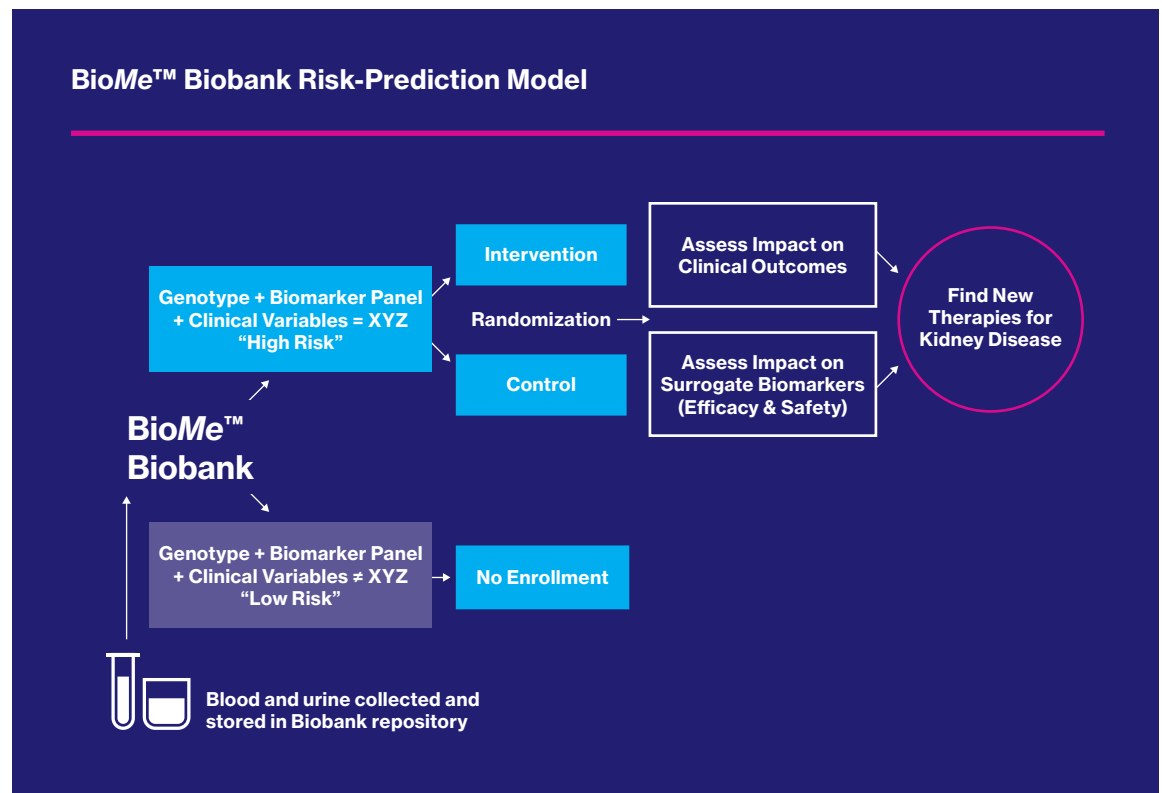 BioMe™ Biobank Risk-Prediction Model
Genotype + Biomarker Panel
+ Clinical Variables = XYZ
“High Risk”
Intervention
Randomization
Control
Assess Impact on
Clinical Outcomes
Assess Impact on
Surrogate Biomarkers
(Efficacy & Safety)
Find New
Therapies for
Kidney Disease
BioMe™
Biobank
Genotype + Biomarker Panel
+ Clinical Variables ≠ XYZ
“Low Risk”
No Enrollment
Blood and urine collected and
stored in Biobank repository